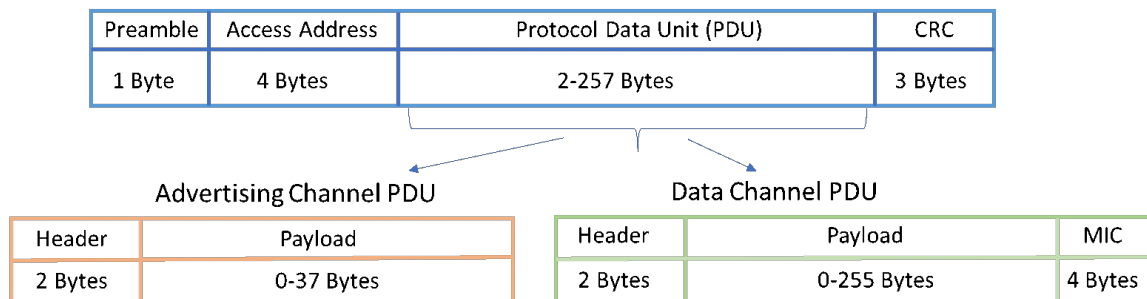 Preamble Access Address Protocol Data Unit (PDU) CRC
1 Byte 4 Bytes 2-257 Bytes 3 Bytes
Advertising Channel PDU Data Channel PDU
Header Payload Header Payload MIC
2 Bytes 0-37 Bytes 2 Bytes 0-255 Bytes 4 Bytes